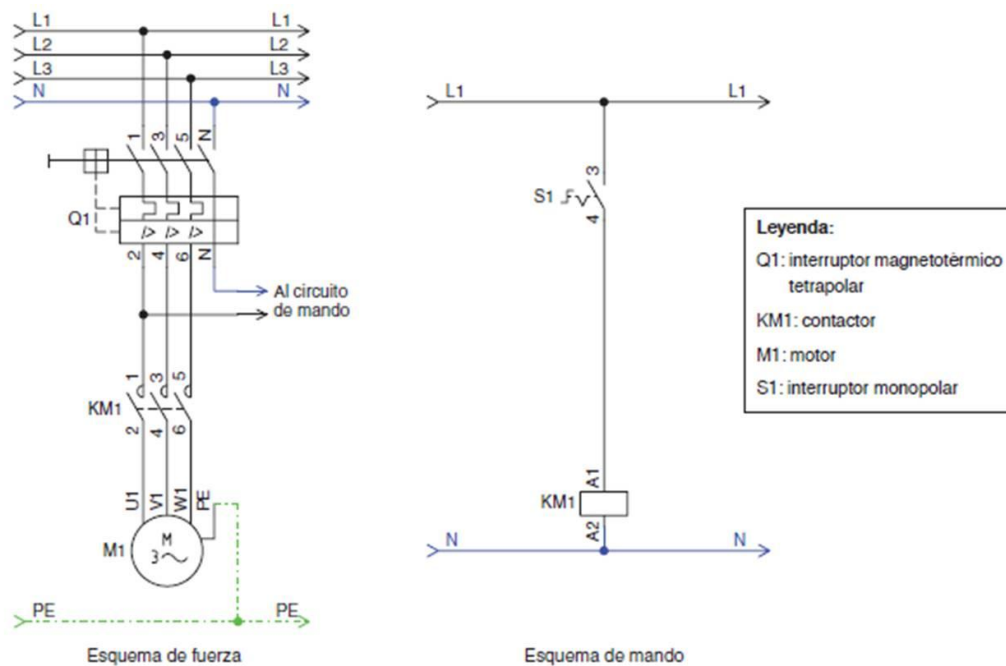 L1 L1
L2 L2
L3 L3
N N
1 3 5 N
Q1
2 4 6 N
Al circuito
de mando
1 3 5
KM1
2 4 6
U1 V1 W1 PE
M
3
M1
PE PE
Esquema de fuerza
L1 L1
3
S1
4
A1
KM1
A2
N N
Esquema de mando
Leyenda:
Q1: interruptor magnetotérmico
tetrapolar
KM1: contactor
M1: motor
S1: interruptor monopolar